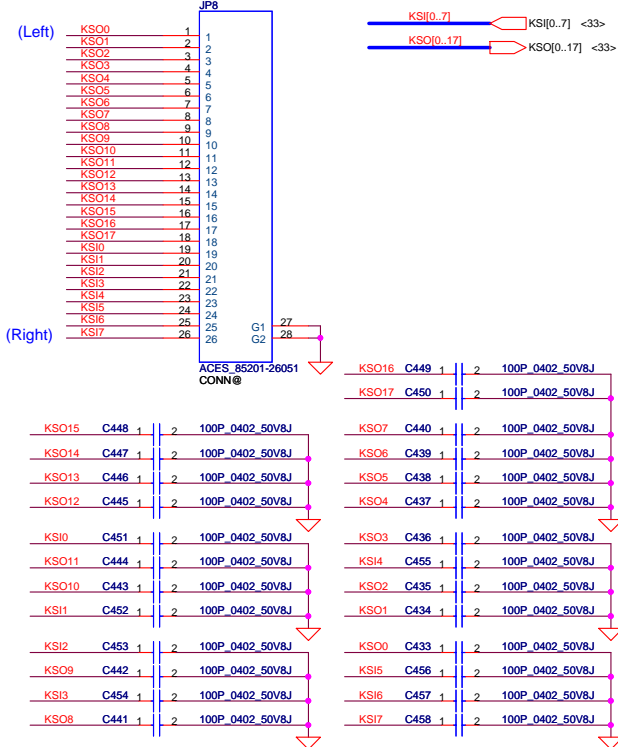 JP8
(Left)
KSO0 1 1
KSO1 2 2
KSO2 3 3
KSO3 4 4
KSO4 5 5
KSO5 6 6
KSO6 7 7
KSO7 8 8
KSO8 9 9
KSO9 10 10
KSO10 11 11
KSO11 12 12
KSO12 13 13
KSO13 14 14
KSO14 15 15
KSO15 16 16
KSO16 17 17
KSO17 18 18
KSI0 19 19
KSI1 20 20
KSI2 21 21
KSI3 22 22
KSI4 23 23
KSI5 24 24
KSI6 25 25 G1 27
KSI7 26 26 G2 28
(Right)
ACES_85201-26051
CONN@
KSI[0..7] KSI[0..7] <33>
KSO[0..17] KSO[0..17] <33>
KSO16 C449 1 2 100P_0402_50V8J
KSO17 C450 1 2 100P_0402_50V8J
KSO15 C448 1 2 100P_0402_50V8J
KSO14 C447 1 2 100P_0402_50V8J
KSO13 C446 1 2 100P_0402_50V8J
KSO12 C445 1 2 100P_0402_50V8J
KSO7 C440 1 2 100P_0402_50V8J
KSO6 C439 1 2 100P_0402_50V8J
KSO5 C438 1 2 100P_0402_50V8J
KSO4 C437 1 2 100P_0402_50V8J
KSI0 C451 1 2 100P_0402_50V8J
KSO11 C444 1 2 100P_0402_50V8J
KSO10 C443 1 2 100P_0402_50V8J
KSI1 C452 1 2 100P_0402_50V8J
KSO3 C436 1 2 100P_0402_50V8J
KSI4 C455 1 2 100P_0402_50V8J
KSO2 C435 1 2 100P_0402_50V8J
KSO1 C434 1 2 100P_0402_50V8J
KSI2 C453 1 2 100P_0402_50V8J
KSO9 C442 1 2 100P_0402_50V8J
KSI3 C454 1 2 100P_0402_50V8J
KSO8 C441 1 2 100P_0402_50V8J
KSO0 C433 1 2 100P_0402_50V8J
KSI5 C456 1 2 100P_0402_50V8J
KSI6 C457 1 2 100P_0402_50V8J
KSI7 C458 1 2 100P_0402_50V8J